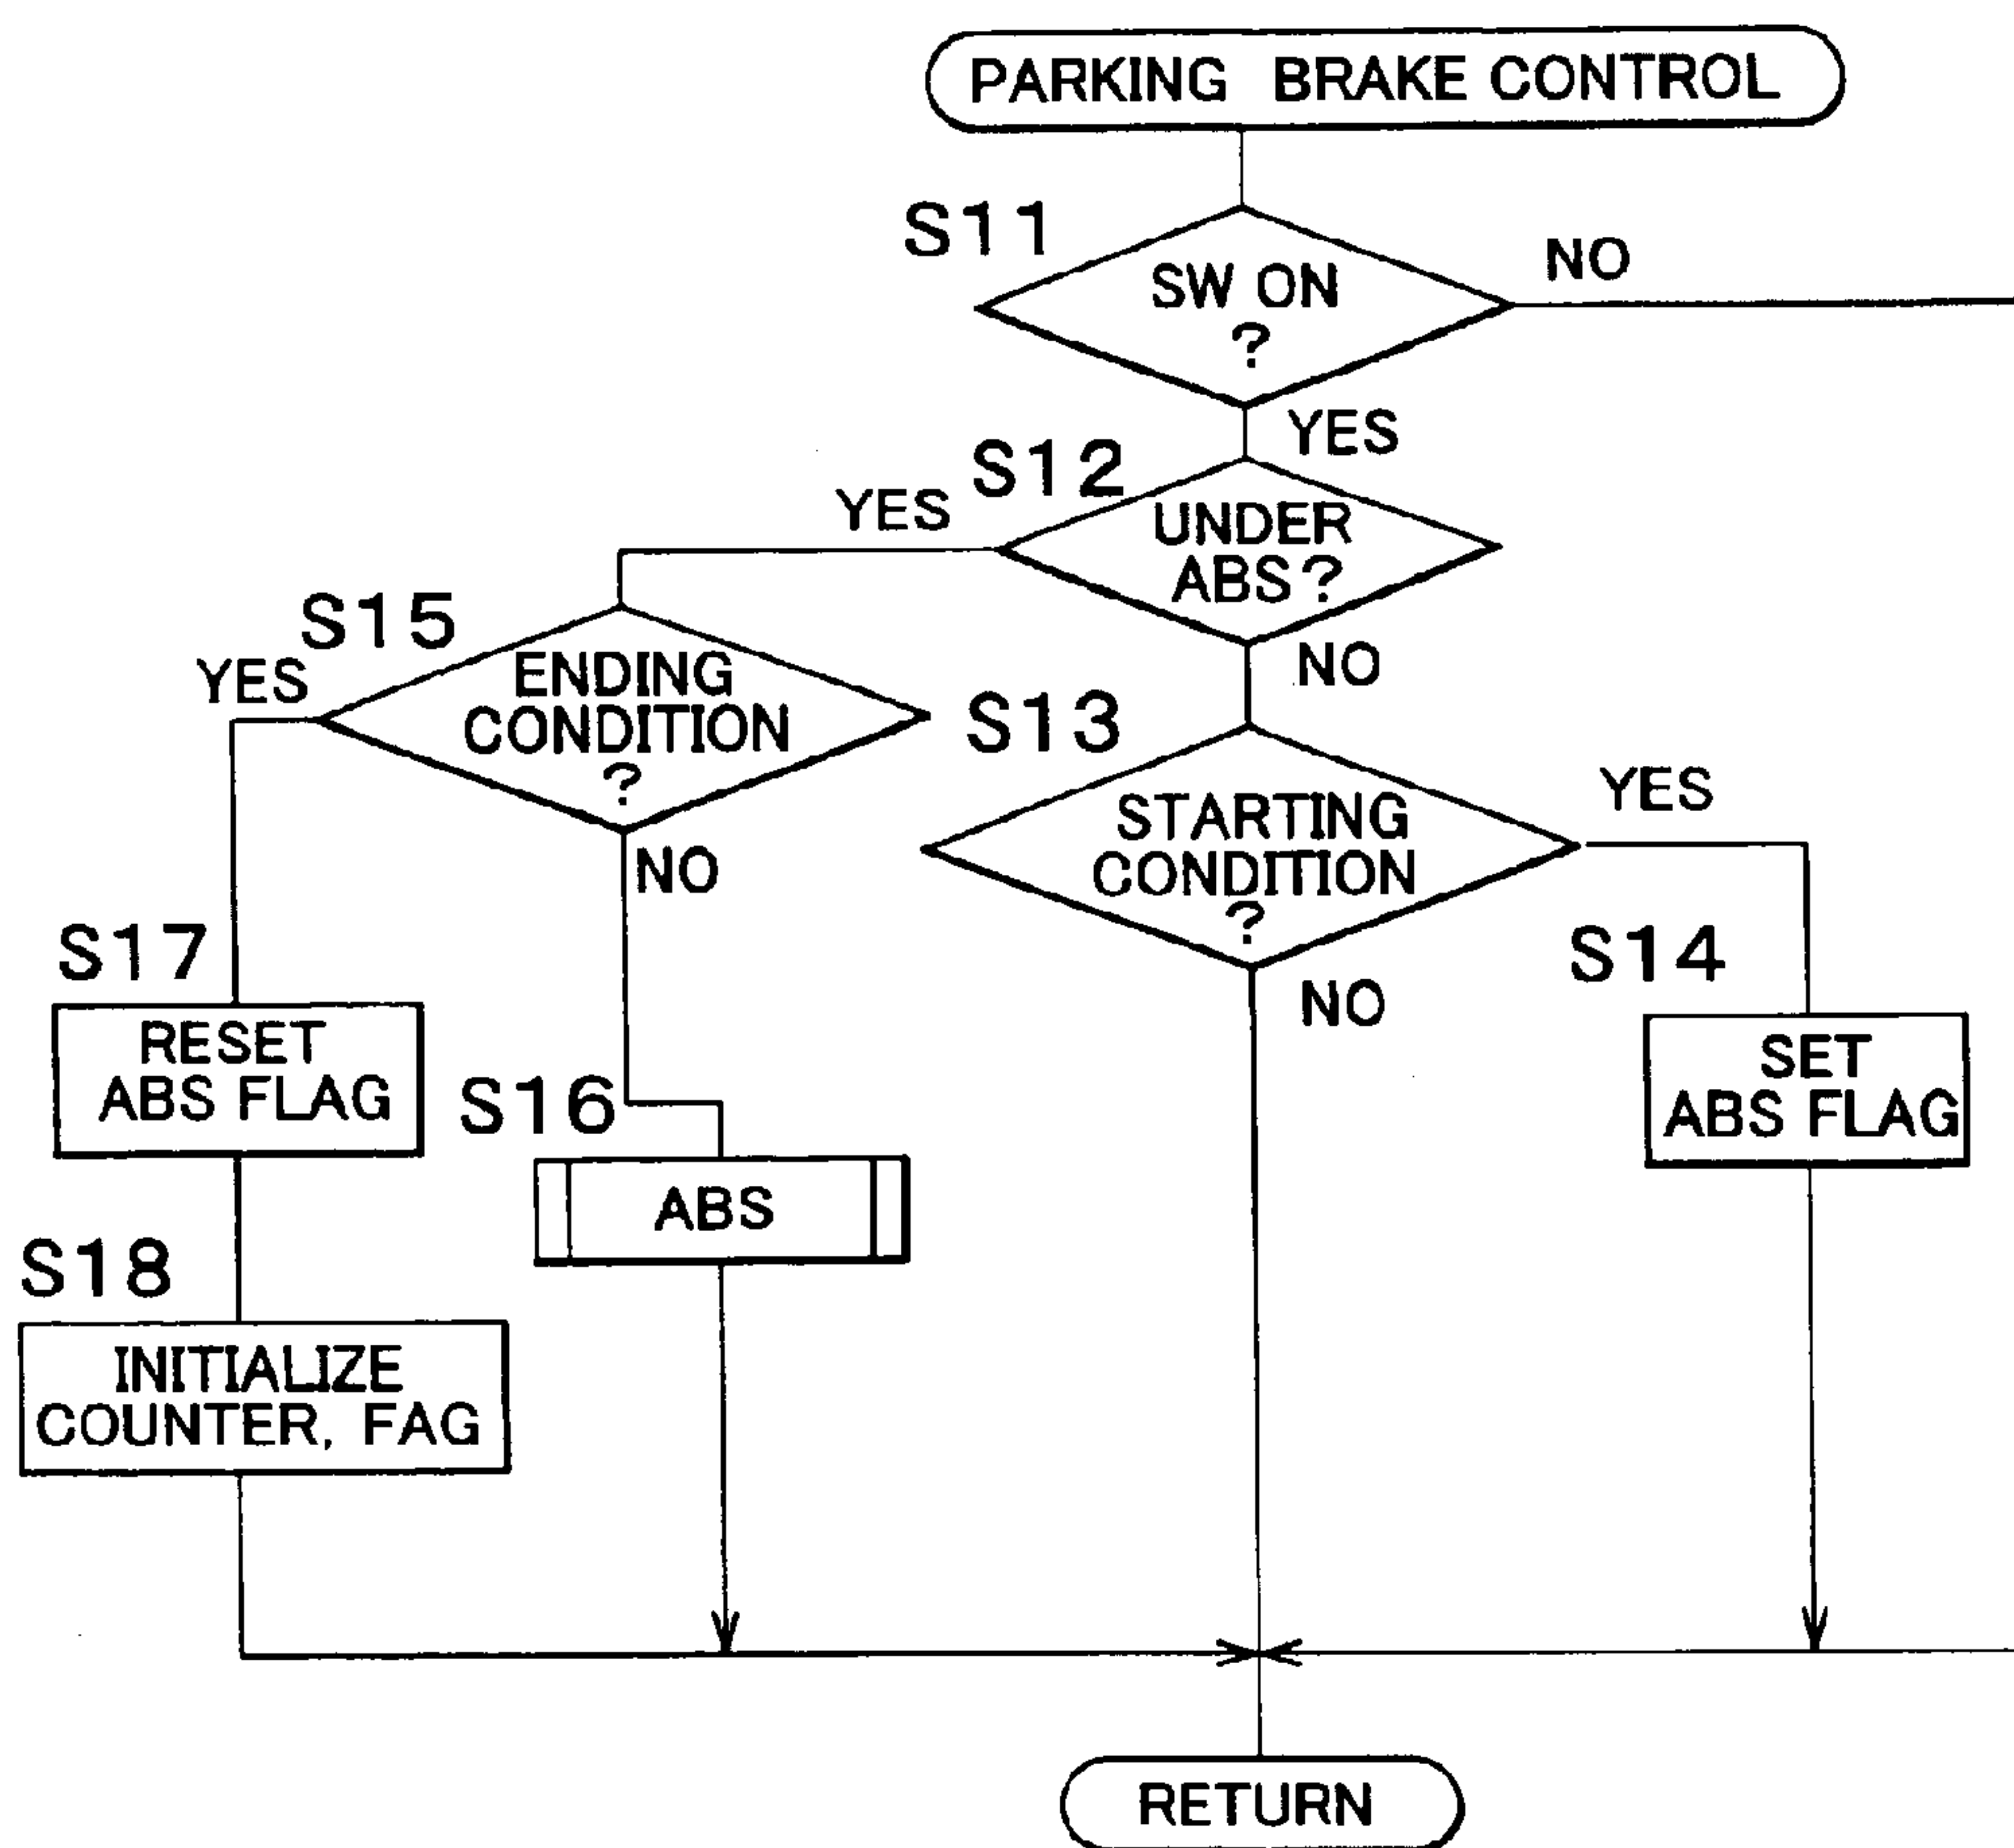 PARKING BRAKE CONTROL
S11
SW ON
?
NO
YES
S12
UNDER
ABS ?
YES
NO
S15
ENDING
CONDITION
?
YES
NO
S13
STARTING
CONDITION
?
YES
NO
S14
SET
ABS FLAG
S17
RESET
ABS FLAG
S16
ABS
S18
INITIALIZE
COUNTER, FAG
RETURN